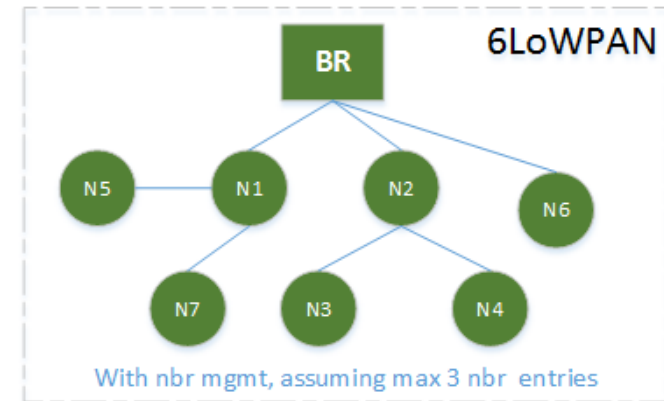 6LoWPAN
BR
N5
N1
N2
N6
N7
N3
N4
With nbr mgmt, assuming max 3 nbr entries